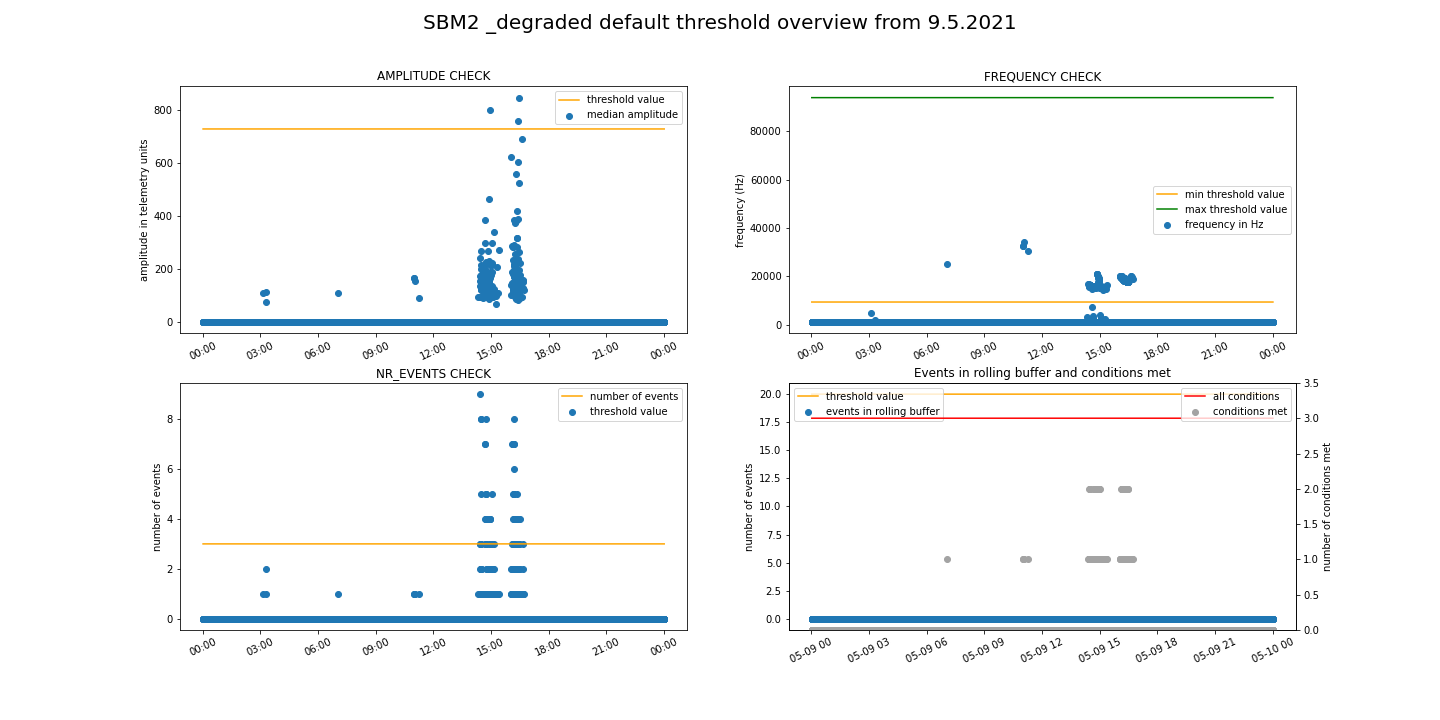 SBM2 _degraded default threshold overview from 9.5.2021
AMPLITUDE CHECK
amplitude in telemetry units
800
600
400
200
0
threshold value
median amplitude
00:00 03:00 06:00 09:00 12:00 15:00 18:00 21:00 00:00
FREQUENCY CHECK
frequency (Hz)
80000
60000
40000
20000
0
min threshold value
max threshold value
frequency in Hz
00:00 03:00 06:00 09:00 12:00 15:00 18:00 21:00 00:00
NR_EVENTS CHECK
number of events
8
6
4
2
0
number of events
threshold value
00:00 03:00 06:00 09:00 12:00 15:00 18:00 21:00 00:00
Events in rolling buffer and conditions met
number of events
20.0
17.5
15.0
12.5
10.0
7.5
5.0
2.5
0.0
threshold value
events in rolling buffer
all conditions
conditions met
3.5
3.0
2.5
2.0
1.5
1.0
0.5
0.0
number of conditions met
05-09 00 05-09 03 05-09 06 05-09 09 05-09 12 05-09 15 05-09 18 05-09 21 05-10 00